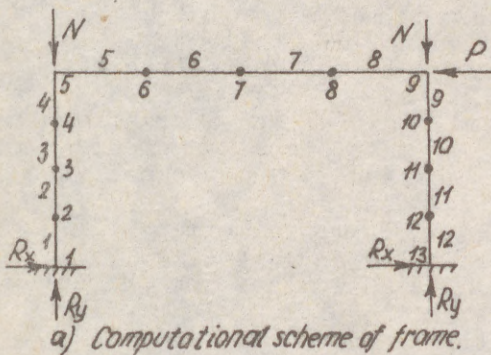 N N P
5 6 7 8
5 6 7 8 9
4 9
4 10
3 10
3 11
2 11
2 12
1 12
Rx 1 Rx 13
Ry Ry
a) Computational scheme of frame.